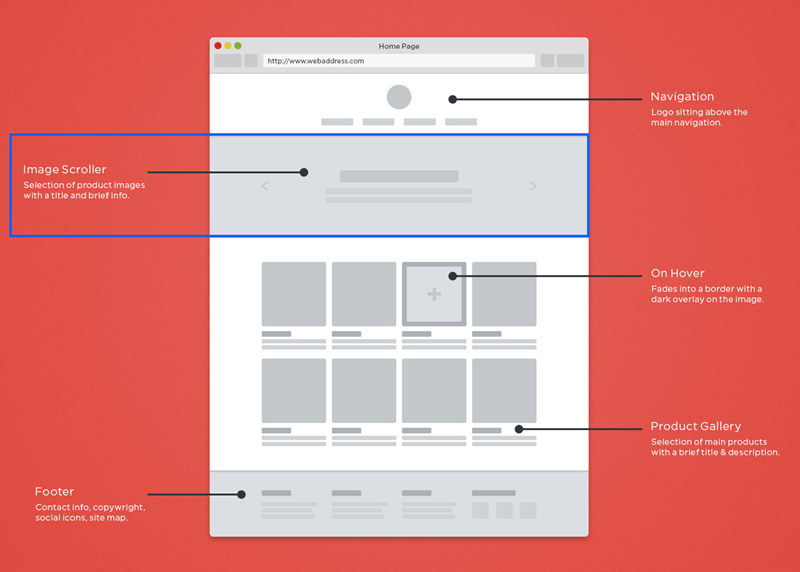 Home Page
http://www.webaddress.com
Navigation
Logo sitting above the
main navigation.
Image Scroller
Selection of product images
with a title and brief info.
On Hover
Fades into a border with a
dark overlay on the image.
Product Gallery
Selection of main products
with a brief title & description.
Footer
Contact info, copywright,
social icons, site map.